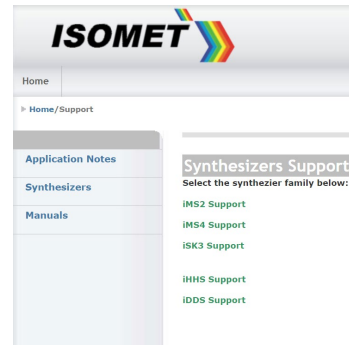 ISOMET
Home
Home/Support
Application Notes
Synthesizers
Manuals
Synthesizers Support
Select the synthezier family below:
iMS2 Support
iMS4 Support
iSK3 Support
iHHS Support
iDDS Support